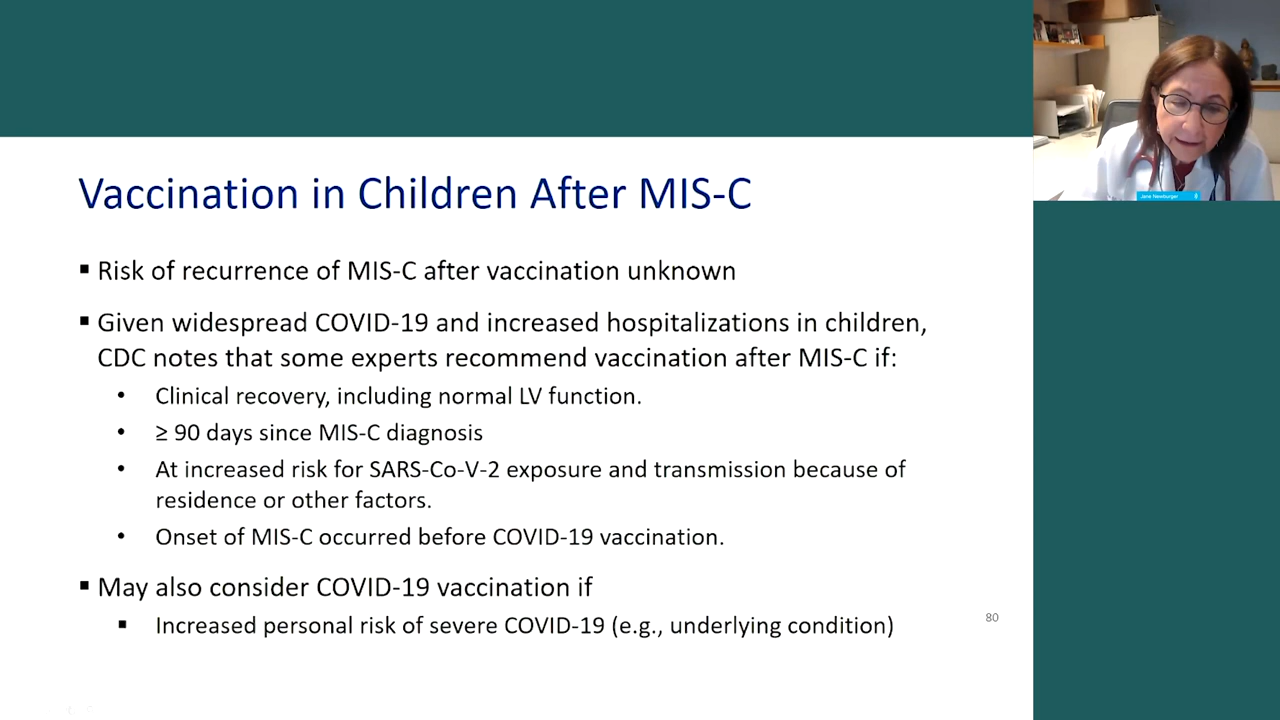 Vaccination in Children After MIS-C
▪ Risk of recurrence of MIS-C after vaccination unknown
▪ Given widespread COVID-19 and increased hospitalizations in children,
CDC notes that some experts recommend vaccination after MIS-C if:
• Clinical recovery, including normal LV function.
• ≥ 90 days since MIS-C diagnosis
• At increased risk for SARS-Co-V-2 exposure and transmission because of
residence or other factors.
• Onset of MIS-C occurred before COVID-19 vaccination.
▪ May also consider COVID-19 vaccination if
▪ Increased personal risk of severe COVID-19 (e.g., underlying condition)
80
Jane Newburger